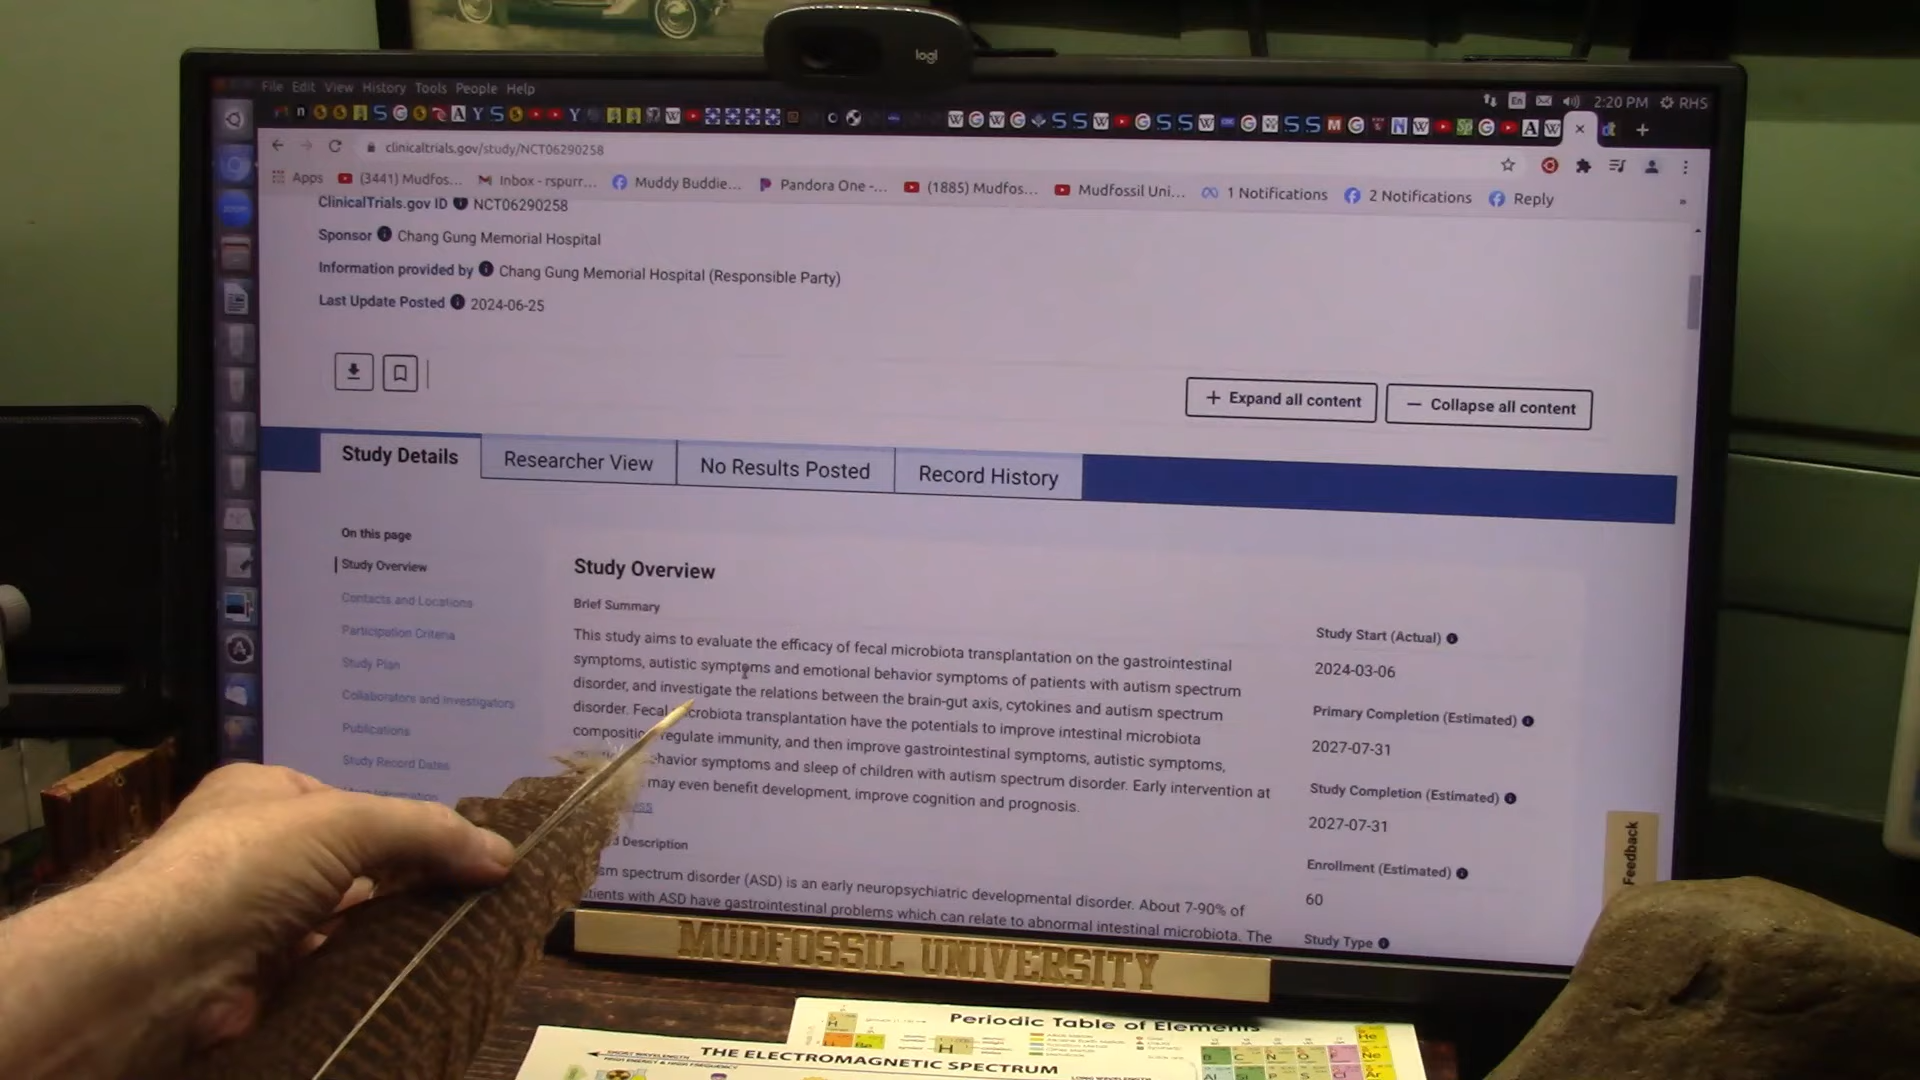 logi
File Edit View History Tools People Help
En 2:20 PM RHS
clinicaltrials.gov/study/NCT06290258
Apps (3441) Mudfos... Inbox - rspurr... Muddy Buddie... Pandora One -... (1885) Mudfos... Mudfossil Uni... 1 Notifications 2 Notifications Reply
ClinicalTrials.gov ID NCT06290258
Sponsor Chang Gung Memorial Hospital
Information provided by Chang Gung Memorial Hospital (Responsible Party)
Last Update Posted 2024-06-25
Expand all content Collapse all content
Study Details Researcher View No Results Posted Record History
On this page
Study Overview
Contacts and Locations
Participation Criteria
Study Plan
Collaborators and Investigators
Publications
Study Record Dates
Study Overview
Brief Summary
This study aims to evaluate the efficacy of fecal microbiota transplantation on the gastrointestinal
symptoms, autistic symptoms and emotional behavior symptoms of patients with autism spectrum
disorder, and investigate the relations between the brain-gut axis, cytokines and autism spectrum
disorder. Fecal microbiota transplantation have the potentials to improve intestinal microbiota
regulate immunity, and then improve gastrointestinal symptoms, autistic symptoms,
symptoms and sleep of children with autism spectrum disorder. Early intervention at
may even benefit development, improve cognition and prognosis.
Description
spectrum disorder (ASD) is an early neuropsychiatric developmental disorder. About 7-90% of
with ASD have gastrointestinal problems which can relate to abnormal intestinal microbiota. The
Study Start (Actual)
2024-03-06
Primary Completion (Estimated)
2027-07-31
Study Completion (Estimated)
2027-07-31
Enrollment (Estimated)
60
Study Type
Feedback
MUDFOSSIL UNIVERSITY
Periodic Table of Elements
H
H
He
B C N O Ne
Al Si P S Cl Ar
THE ELECTROMAGNETIC SPECTRUM